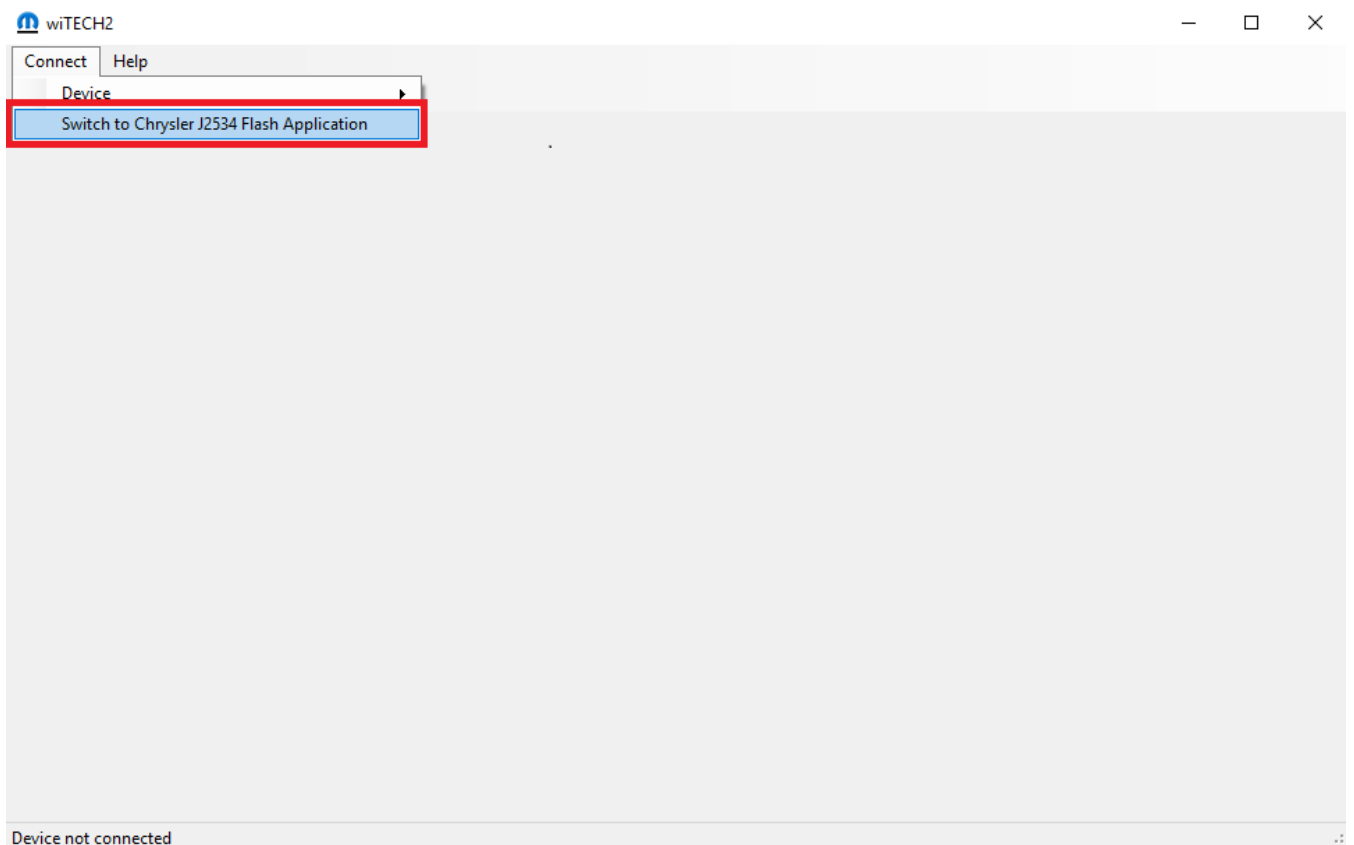 wiTECH2
Connect Help
Device
Switch to Chrysler J2534 Flash Application
Device not connected